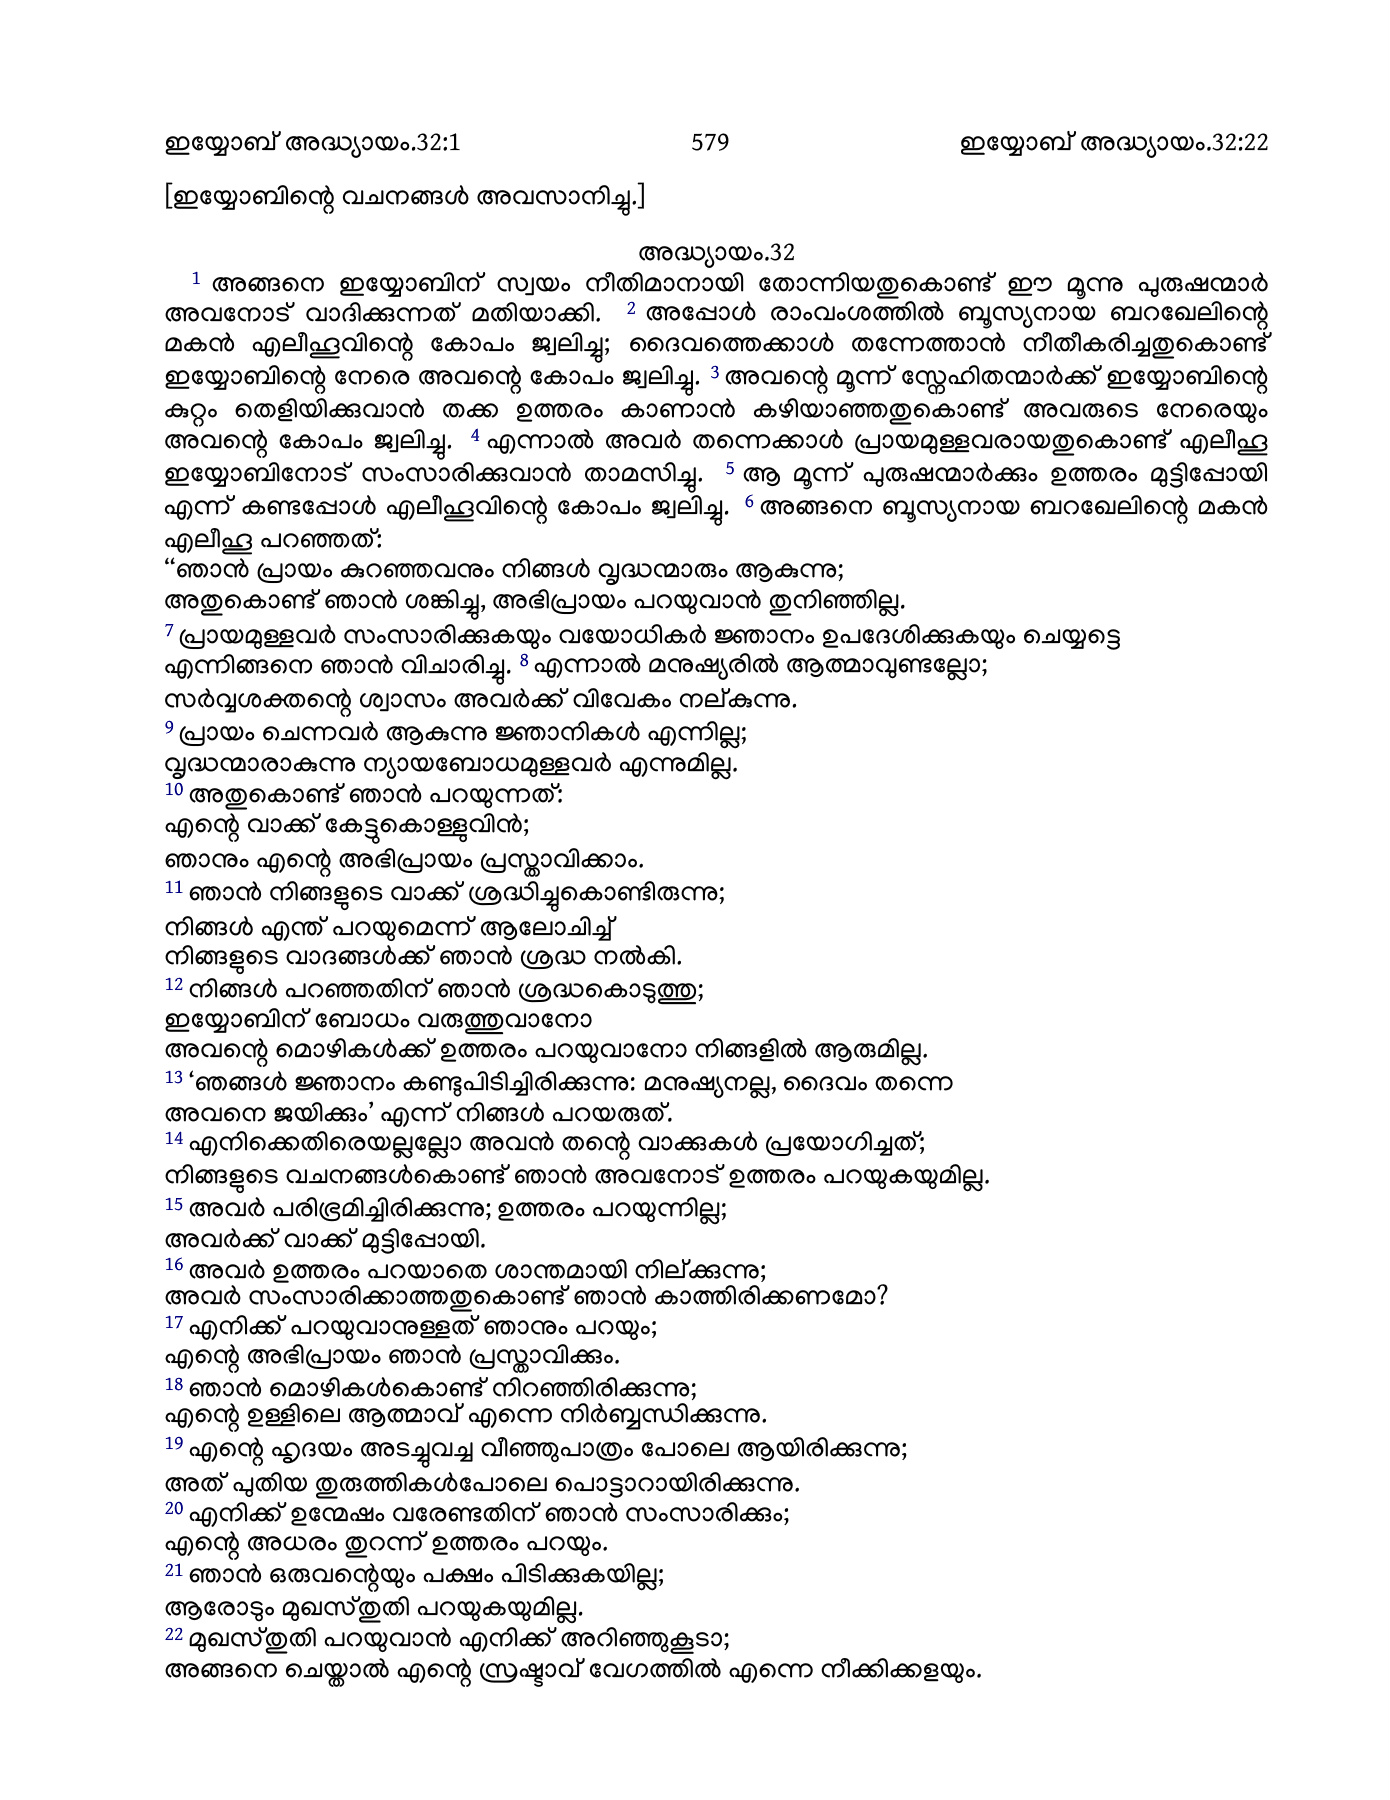 ഇയ്യോബ് അദ്ധ്യായം.32:1 579 ഇയ്യോബ് അദ്ധ്യായം.32:22
[ഇയ്യോബിന്റെ വചനങ്ങൾ അവസാനിച്ചു.]
അദ്ധ്യായം.32
1 അങ്ങനെ ഇയ്യോബിന് സ്വയം നീതിമാനായി തോന്നിയതുകൊണ്ട് ഈ മൂന്നു പുരുഷന്മാർ
അവനോട് വാദിക്കുന്നത് മതിയാക്കി. 2 അപ്പോൾ രാംവംശത്തിൽ ബൂസ്യനായ ബറഖേലിന്റെ
മകൻ എലീഹൂവിന്റെ കോപം ജ്വലിച്ചു; ദൈവത്തെക്കാൾ തന്നേത്താൻ നീതീകരിച്ചതുകൊണ്ട്
ഇയ്യോബിന്റെ നേരെ അവന്റെ കോപം ജ്വലിച്ചു. 3 അവന്റെ മൂന്ന് സ്നേഹിതന്മാർക്ക് ഇയ്യോബിന്റെ
കുറ്റം തെളിയിക്കുവാൻ തക്ക ഉത്തരം കാണാൻ കഴിയാഞ്ഞതുകൊണ്ട് അവരുടെ നേരെയും
അവന്റെ കോപം ജ്വലിച്ചു. 4 എന്നാൽ അവർ തന്നെക്കാൾ പ്രായമുള്ളവരായതുകൊണ്ട് എലീഹൂ
ഇയ്യോബിനോട് സംസാരിക്കുവാൻ താമസിച്ചു. 5 ആ മൂന്ന് പുരുഷന്മാർക്കും ഉത്തരം മുട്ടിപ്പോയി
എന്ന് കണ്ടപ്പോൾ എലീഹൂവിന്റെ കോപം ജ്വലിച്ചു. 6 അങ്ങനെ ബൂസ്യനായ ബറഖേലിന്റെ മകൻ
എലീഹൂ പറഞ്ഞത്:
“ഞാൻ പ്രായം കുറഞ്ഞവനും നിങ്ങൾ വൃദ്ധന്മാരും ആകുന്നു;
അതുകൊണ്ട് ഞാൻ ശങ്കിച്ചു, അഭിപ്രായം പറയുവാൻ തുനിഞ്ഞില്ല.
7 പ്രായമുള്ളവർ സംസാരിക്കുകയും വയോധികർ ജ്ഞാനം ഉപദേശിക്കുകയും ചെയ്യട്ടെ
എന്നിങ്ങനെ ഞാൻ വിചാരിച്ചു. 8 എന്നാൽ മനുഷ്യരിൽ ആത്മാവുണ്ടല്ലോ;
സർവ്വശക്തന്റെ ശ്വാസം അവർക്ക് വിവേകം നല്കുന്നു.
9 പ്രായം ചെന്നവർ ആകുന്നു ജ്ഞാനികൾ എന്നില്ല;
വൃദ്ധന്മാരാകുന്നു ന്യായബോധമുള്ളവർ എന്നുമില്ല.
10 അതുകൊണ്ട് ഞാൻ പറയുന്നത്:
എന്റെ വാക്ക് കേട്ടുകൊള്ളുവിൻ;
ഞാനും എന്റെ അഭിപ്രായം പ്രസ്താവിക്കാം.
11 ഞാൻ നിങ്ങളുടെ വാക്ക് ശ്രദ്ധിച്ചുകൊണ്ടിരുന്നു;
നിങ്ങൾ എന്ത് പറയുമെന്ന് ആലോചിച്ച്
നിങ്ങളുടെ വാദങ്ങൾക്ക് ഞാൻ ശ്രദ്ധ നൽകി.
12 നിങ്ങൾ പറഞ്ഞതിന് ഞാൻ ശ്രദ്ധകൊടുത്തു;
ഇയ്യോബിന് ബോധം വരുത്തുവാനോ
അവന്റെ മൊഴികൾക്ക് ഉത്തരം പറയുവാനോ നിങ്ങളിൽ ആരുമില്ല.
13 ‘ഞങ്ങൾ ജ്ഞാനം കണ്ടുപിടിച്ചിരിക്കുന്നു: മനുഷ്യനല്ല, ദൈവം തന്നെ
അവനെ ജയിക്കും’ എന്ന് നിങ്ങൾ പറയരുത്.
14 എനിക്കെതിരെയല്ലല്ലോ അവൻ തന്റെ വാക്കുകൾ പ്രയോഗിച്ചത്;
നിങ്ങളുടെ വചനങ്ങൾകൊണ്ട് ഞാൻ അവനോട് ഉത്തരം പറയുകയുമില്ല.
15 അവർ പരിഭ്രമിച്ചിരിക്കുന്നു; ഉത്തരം പറയുന്നില്ല;
അവർക്ക് വാക്ക് മുട്ടിപ്പോയി.
16 അവർ ഉത്തരം പറയാതെ ശാന്തമായി നില്ക്കുന്നു;
അവർ സംസാരിക്കാത്തതുകൊണ്ട് ഞാൻ കാത്തിരിക്കണമോ?
17 എനിക്ക് പറയുവാനുള്ളത് ഞാനും പറയും;
എന്റെ അഭിപ്രായം ഞാൻ പ്രസ്താവിക്കും.
18 ഞാൻ മൊഴികൾകൊണ്ട് നിറഞ്ഞിരിക്കുന്നു;
എന്റെ ഉള്ളിലെ ആത്മാവ് എന്നെ നിർബ്ബന്ധിക്കുന്നു.
19 എന്റെ ഹൃദയം അടച്ചുവച്ച വീഞ്ഞുപാത്രം പോലെ ആയിരിക്കുന്നു;
അത് പുതിയ തുരുത്തികൾപോലെ പൊട്ടാറായിരിക്കുന്നു.
20 എനിക്ക് ഉന്മേഷം വരേണ്ടതിന് ഞാൻ സംസാരിക്കും;
എന്റെ അധരം തുറന്ന് ഉത്തരം പറയും.
21 ഞാൻ ഒരുവന്റെയും പക്ഷം പിടിക്കുകയില്ല;
ആരോടും മുഖസ്തുതി പറയുകയുമില്ല.
22 മുഖസ്തുതി പറയുവാൻ എനിക്ക് അറിഞ്ഞുകൂടാ;
അങ്ങനെ ചെയ്താൽ എന്റെ സ്രഷ്ടാവ് വേഗത്തിൽ എന്നെ നീക്കിക്കളയും.